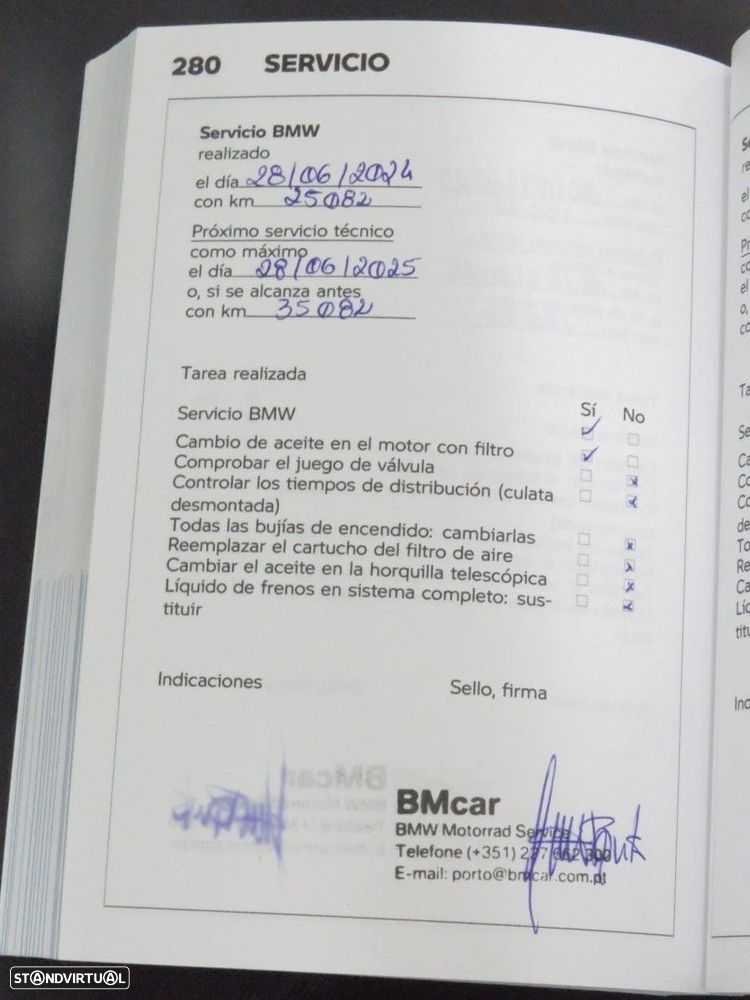 280 SERVICIO
Servicio BMW
realizado
el día 28/06/2024
con km 25082
Próximo servicio técnico
como máximo
el día 28/06/2025
o, si se alcanza antes
con km 35082
Tarea realizada
Sí No
Servicio BMW
Cambio de aceite en el motor con filtro
Comprobar el juego de válvula
Controlar los tiempos de distribución (culata
desmontada)
Todas las bujías de encendido: cambiarlas
Reemplazar el cartucho del filtro de aire
Cambiar el aceite en la horquilla telescópica
Líquido de frenos en sistema completo: sus-
tituir
Indicaciones
Sello, firma
BMcar
BMW Motorrad Service
Telefone (+351) 227 662 300
E-mail: porto@bmcar.com.pt
STANDVIRTUAL